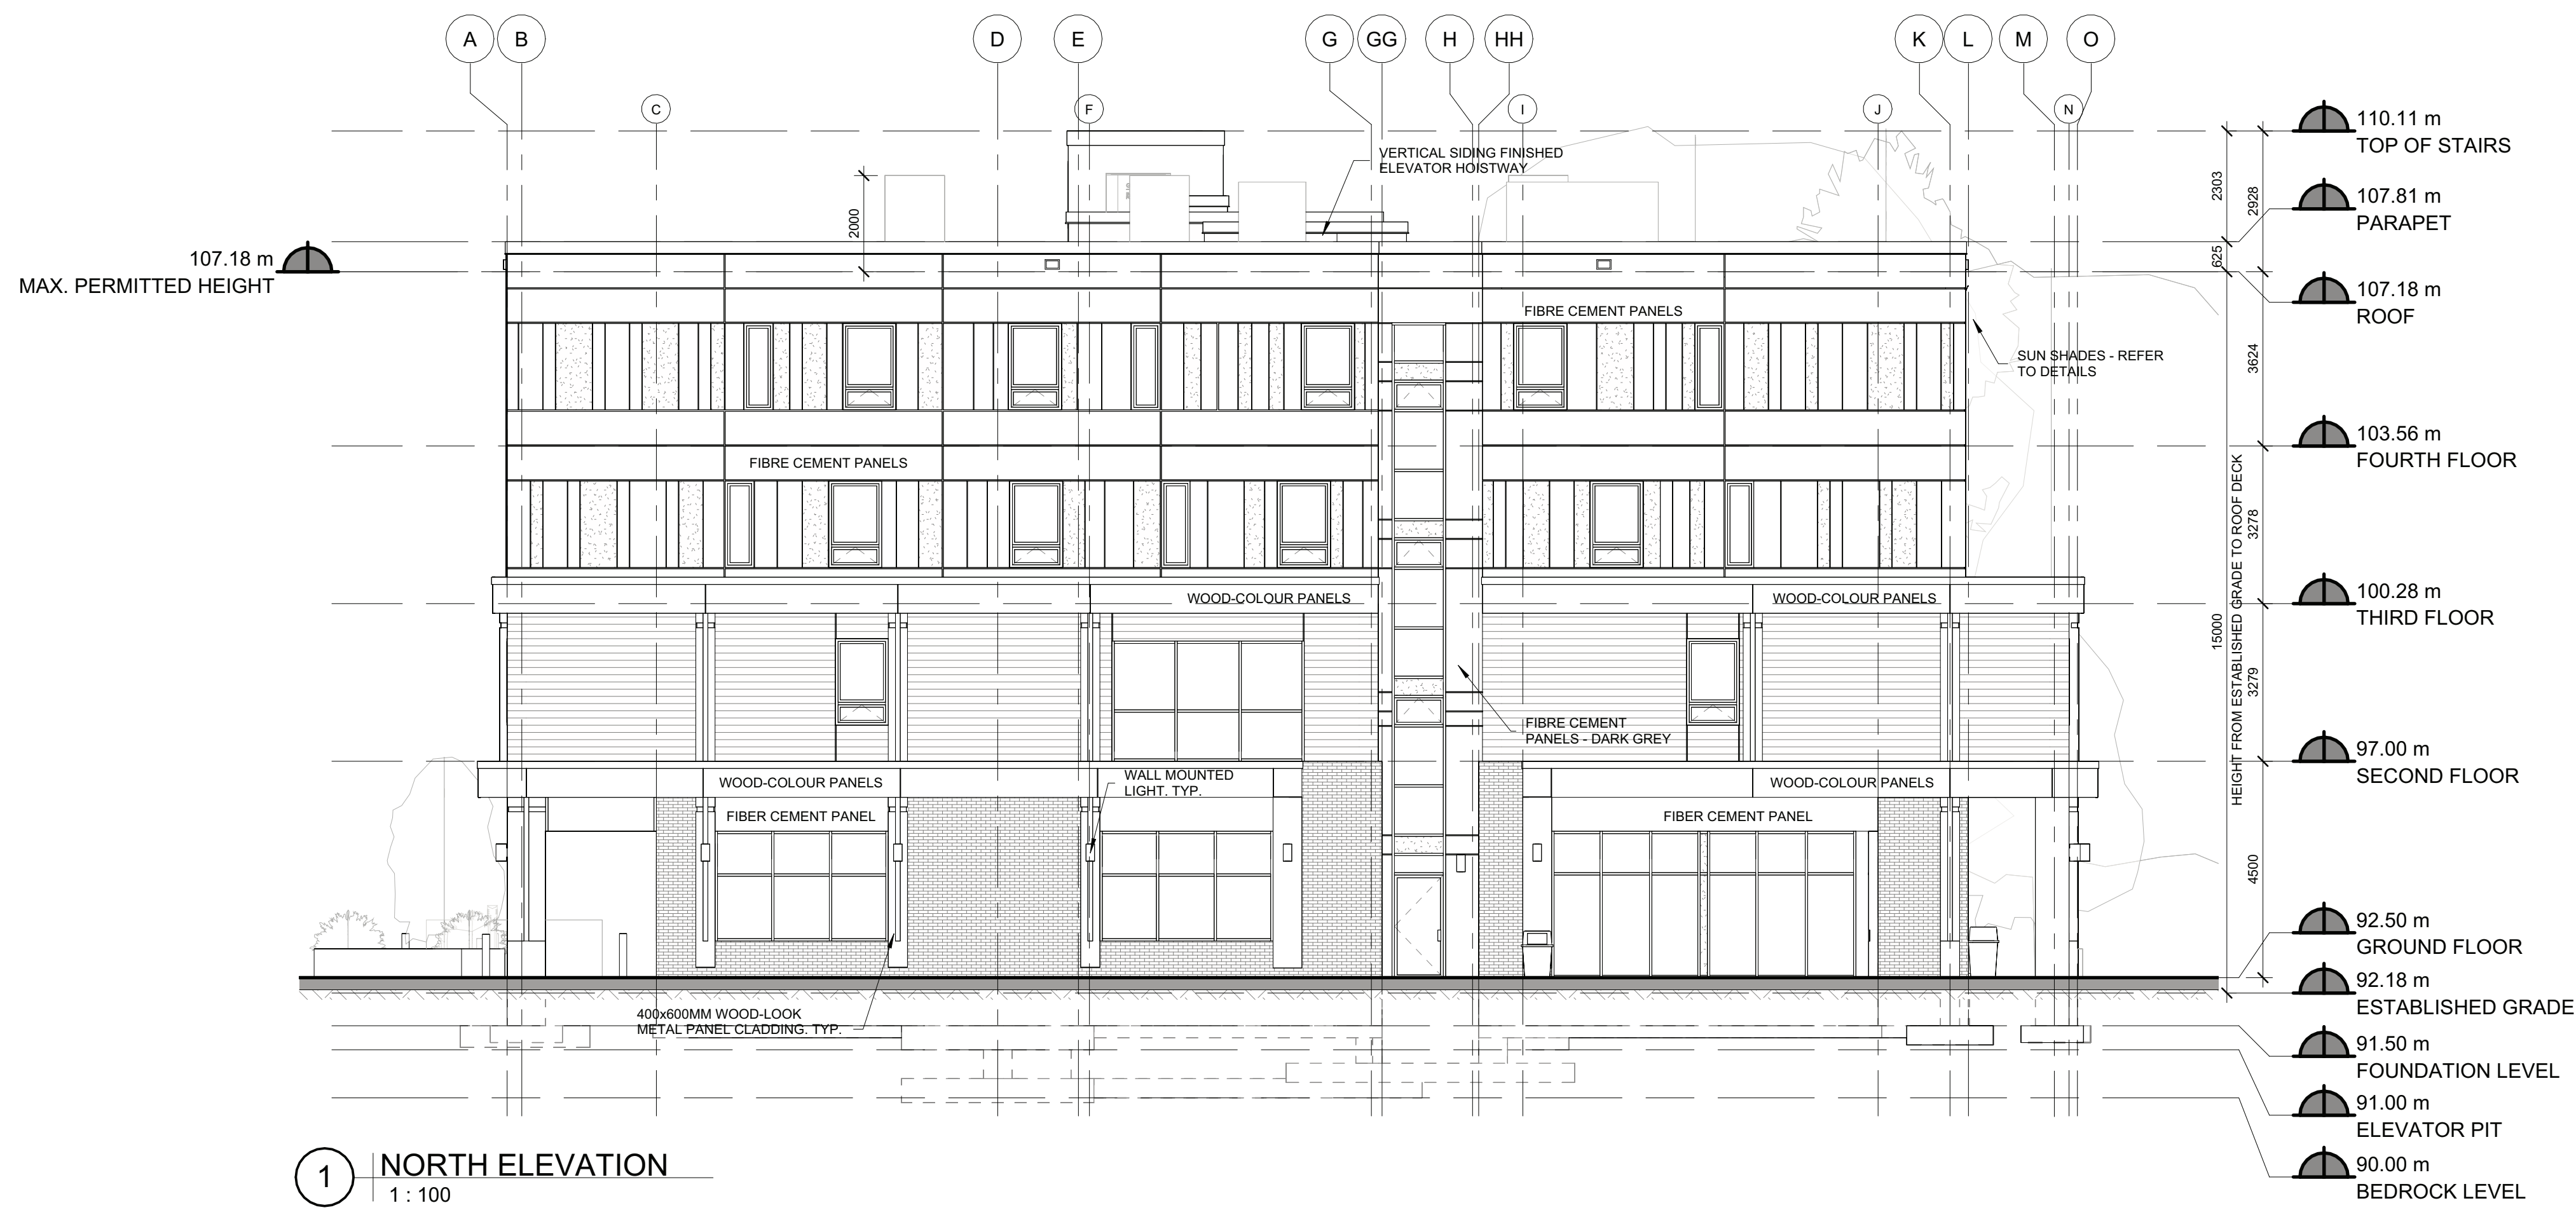 A
B
D
E
G
GG
H
HH
K
L
M
O
C
F
I
J
N
110.11 m
TOP OF STAIRS
VERTICAL SIDING FINISHED
ELEVATOR HOISTWAY
2303
2928
107.81 m
PARAPET
2000
107.18 m
MAX. PERMITTED HEIGHT
625
107.18 m
ROOF
FIBRE CEMENT PANELS
SUN SHADES - REFER
TO DETAILS
3624
103.56 m
FOURTH FLOOR
FIBRE CEMENT PANELS
3278
WOOD-COLOUR PANELS
WOOD-COLOUR PANELS
100.28 m
THIRD FLOOR
15000
HEIGHT FROM ESTABLISHED GRADE TO ROOF DECK
3279
FIBRE CEMENT
PANELS - DARK GREY
97.00 m
SECOND FLOOR
WOOD-COLOUR PANELS
WALL MOUNTED
LIGHT. TYP.
WOOD-COLOUR PANELS
FIBER CEMENT PANEL
FIBER CEMENT PANEL
4500
92.50 m
GROUND FLOOR
92.18 m
ESTABLISHED GRADE
400x600MM WOOD-LOOK
METAL PANEL CLADDING. TYP.
91.50 m
FOUNDATION LEVEL
91.00 m
ELEVATOR PIT
90.00 m
BEDROCK LEVEL
1
NORTH ELEVATION
1 : 100